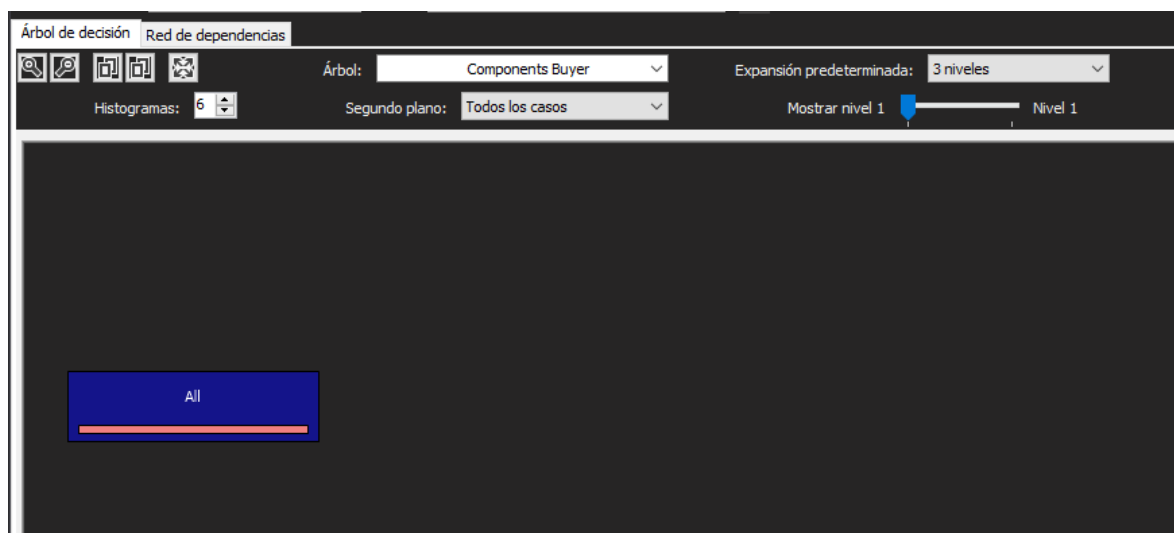 Árbol de decisión Red de dependencias
Árbol: Components Buyer Expansión predeterminada: 3 niveles
Histogramas: 6 Segundo plano: Todos los casos Mostrar nivel 1 Nivel 1
All